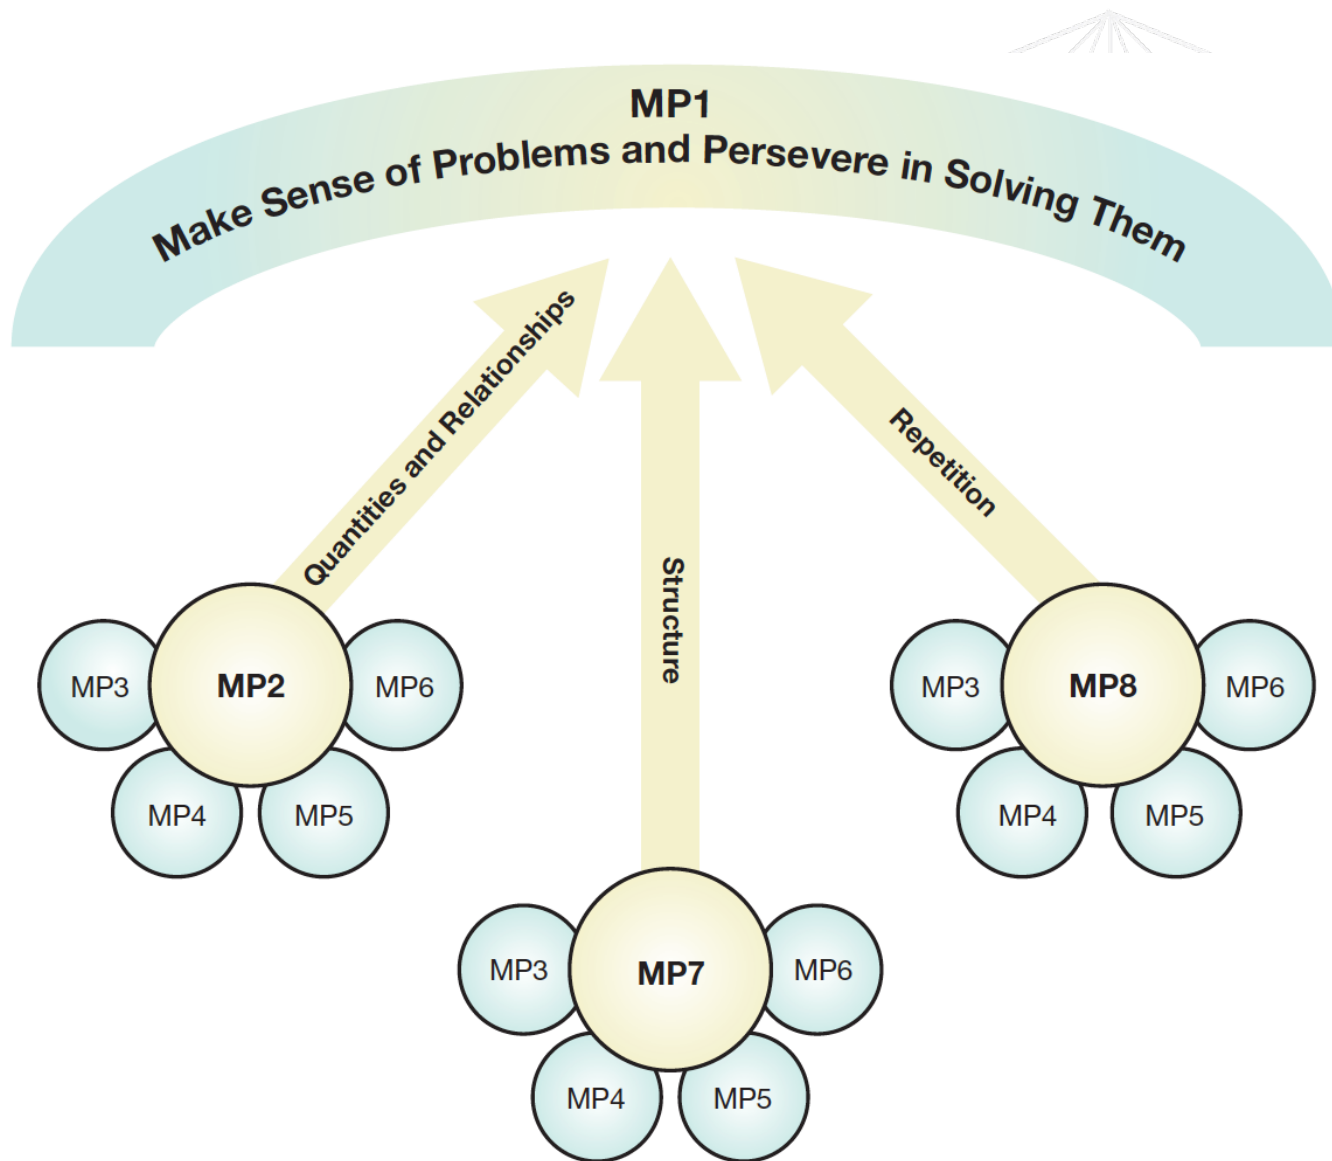 MP1
Make Sense of Problems and Persevere in Solving Them
Quantities and Relationships
Structure
Repetition
MP3
MP2
MP6
MP4
MP5
MP3
MP8
MP6
MP4
MP5
MP3
MP7
MP6
MP4
MP5